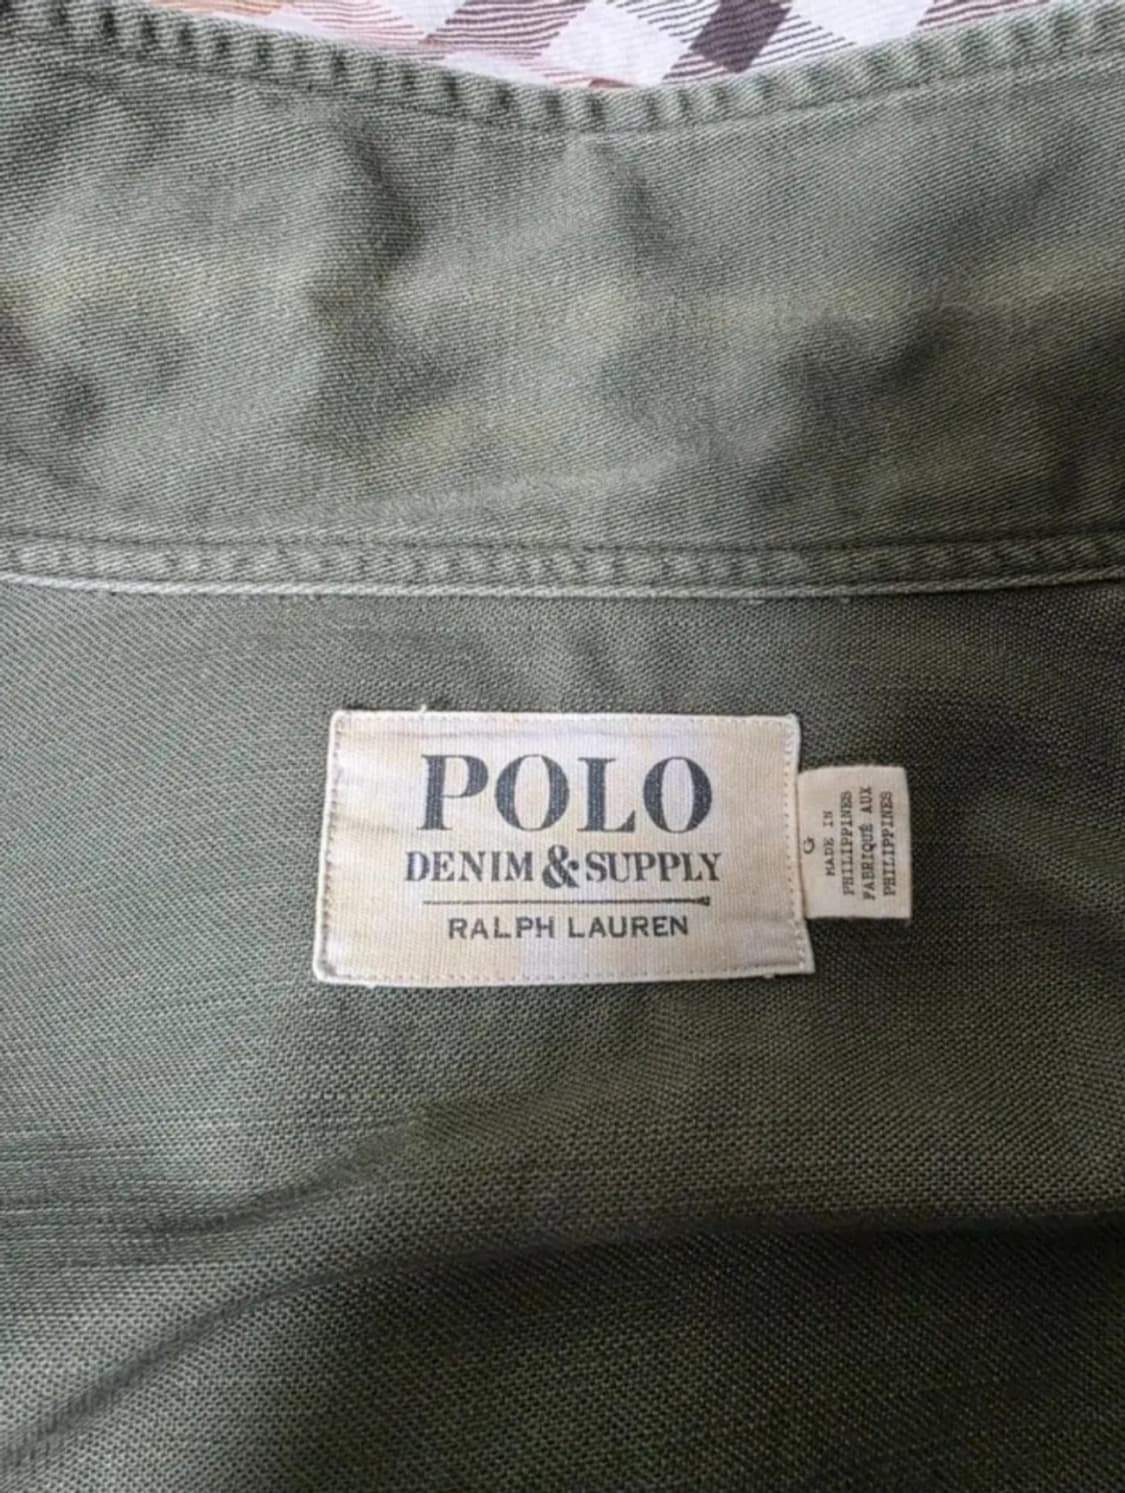 POLO
DENIM & SUPPLY
RALPH LAUREN
MADE IN
PHILIPPINES
FABRIQUÉ AUX
PHILIPPINES